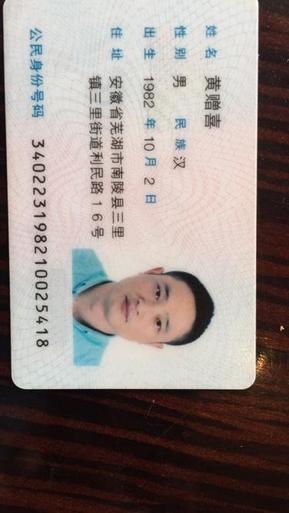 姓名 黄赠喜
性别 男 民族 汉
出生 1982 年 10 月 2 日
住址 安徽省芜湖市南陵县三里
镇三里街道利民路16号
公民身份号码 340223198210025418